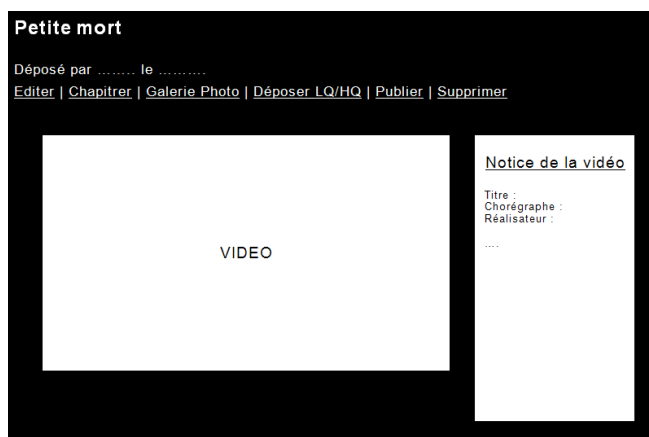 Petite mort
Déposé par …..... le ……….
Editer | Chapitrer | Galerie Photo | Déposer LQ/HQ | Publier | Supprimer
VIDEO
Notice de la vidéo
Titre :
Chorégraphe :
Réalisateur :
….